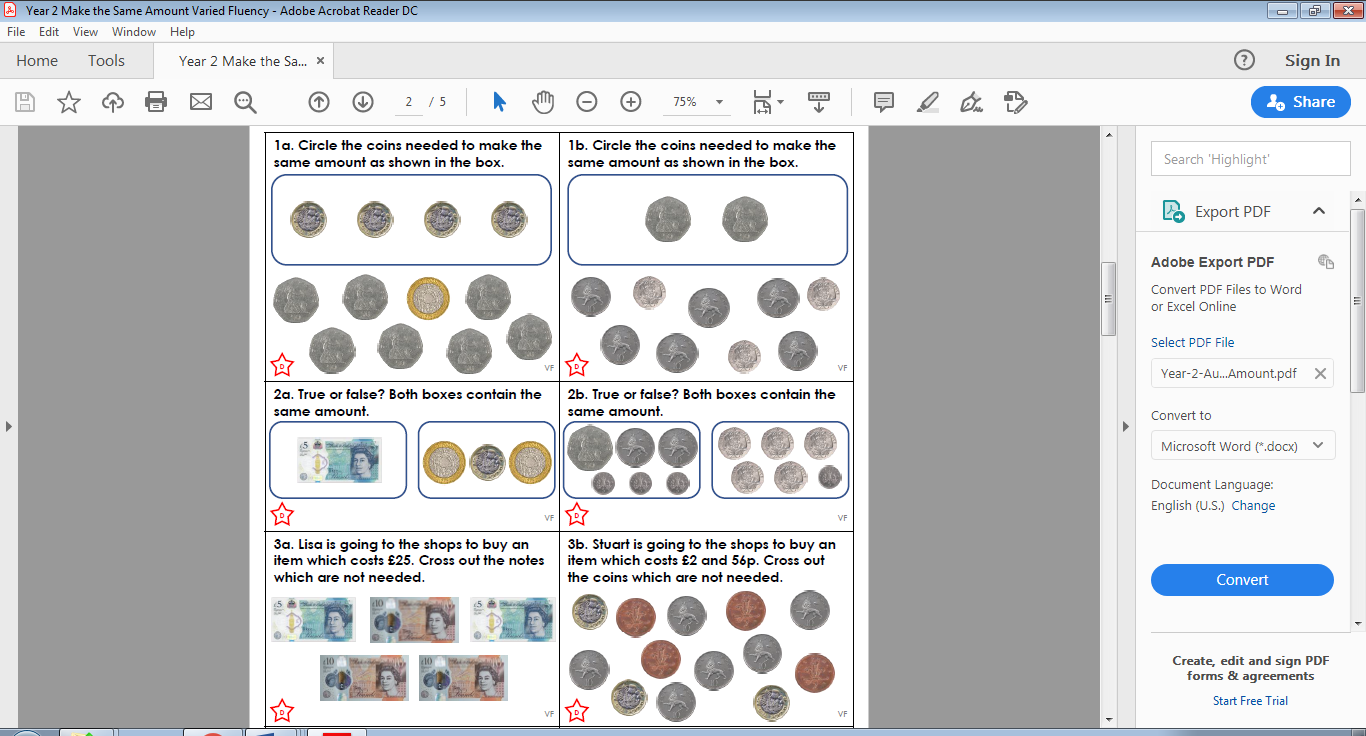 Year 2 Make the Same Amount Varied Fluency - Adobe Acrobat Reader DC
File Edit View Window Help
Home Tools Year 2 Make the Sa... ×
? Sign In
2 / 5 75% Share
1a. Circle the coins needed to make the
same amount as shown in the box.
D
VF
1b. Circle the coins needed to make the
same amount as shown in the box.
D
VF
2a. True or false? Both boxes contain the
same amount.
£5
D
VF
2b. True or false? Both boxes contain the
same amount.
D
VF
3a. Lisa is going to the shops to buy an
item which costs £25. Cross out the notes
which are not needed.
£5 £10 £5
£10 £10
D
VF
3b. Stuart is going to the shops to buy an
item which costs £2 and 56p. Cross out
the coins which are not needed.
D
VF
Search 'Highlight'
Export PDF
Adobe Export PDF
Convert PDF Files to Word
or Excel Online
Select PDF File
Year-2-Au...Amount.pdf
Convert to
Microsoft Word (*.docx)
Document Language:
English (U.S.) Change
Convert
Create, edit and sign PDF
forms & agreements
Start Free Trial